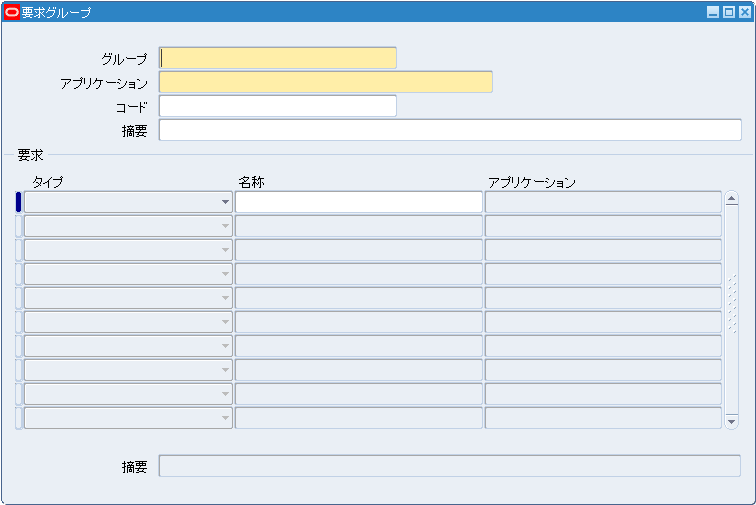 要求グループ
グループ
アプリケーション
コード
摘要
要求
タイプ 名称 アプリケーション
摘要